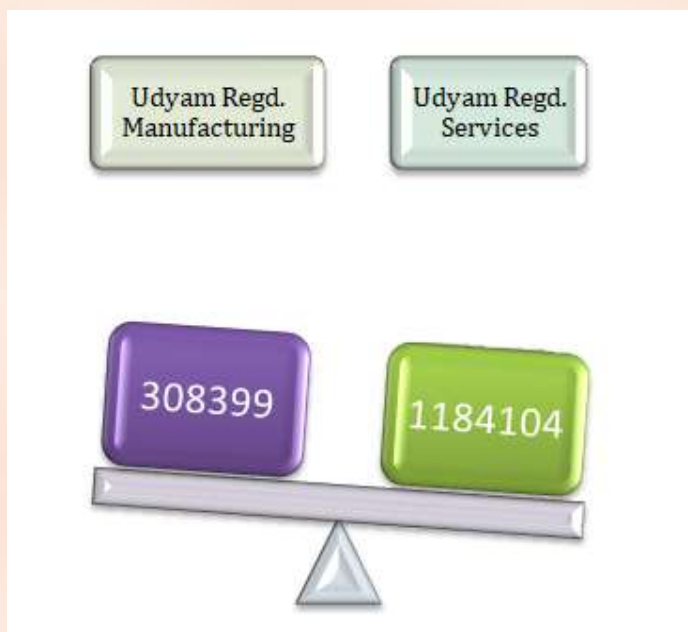 Udyam Regd.
Manufacturing
Udyam Regd.
Services
308399
1184104